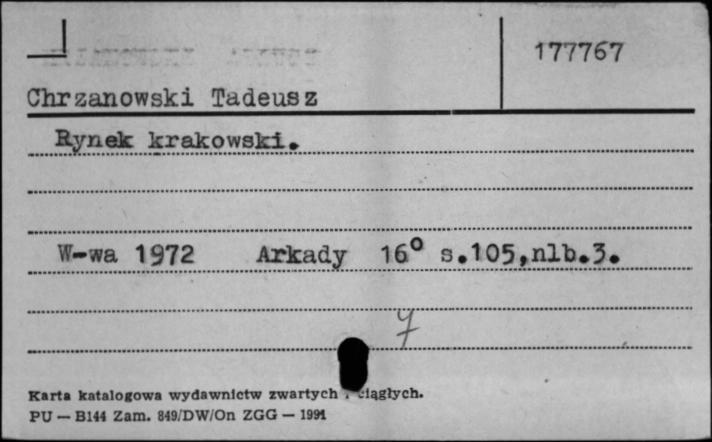 177767
Chrzanowski Tadeusz
Rynek krakowski.
W-wa 1972 Arkady 16° s.105,nlb.3.
Karta katalogowa wydawnictw zwartych ciągłych.
PU — B144 Zam. 849/DW/On ZGG — 1991